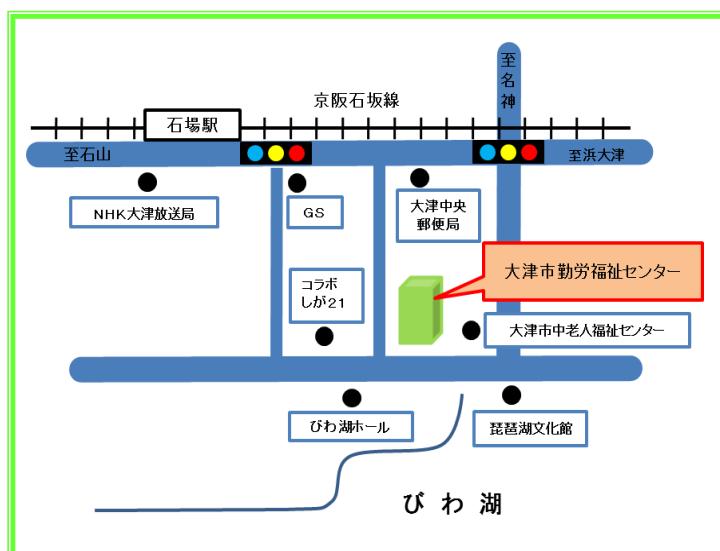 至名神
京阪石坂線
石場駅
至石山
至浜大津
NHK大津放送局
GS
大津中央
郵便局
大津市勤労福祉センター
コラボ
しが21
大津市中老人福祉センター
びわ湖ホール
琵琶湖文化館
びわ湖